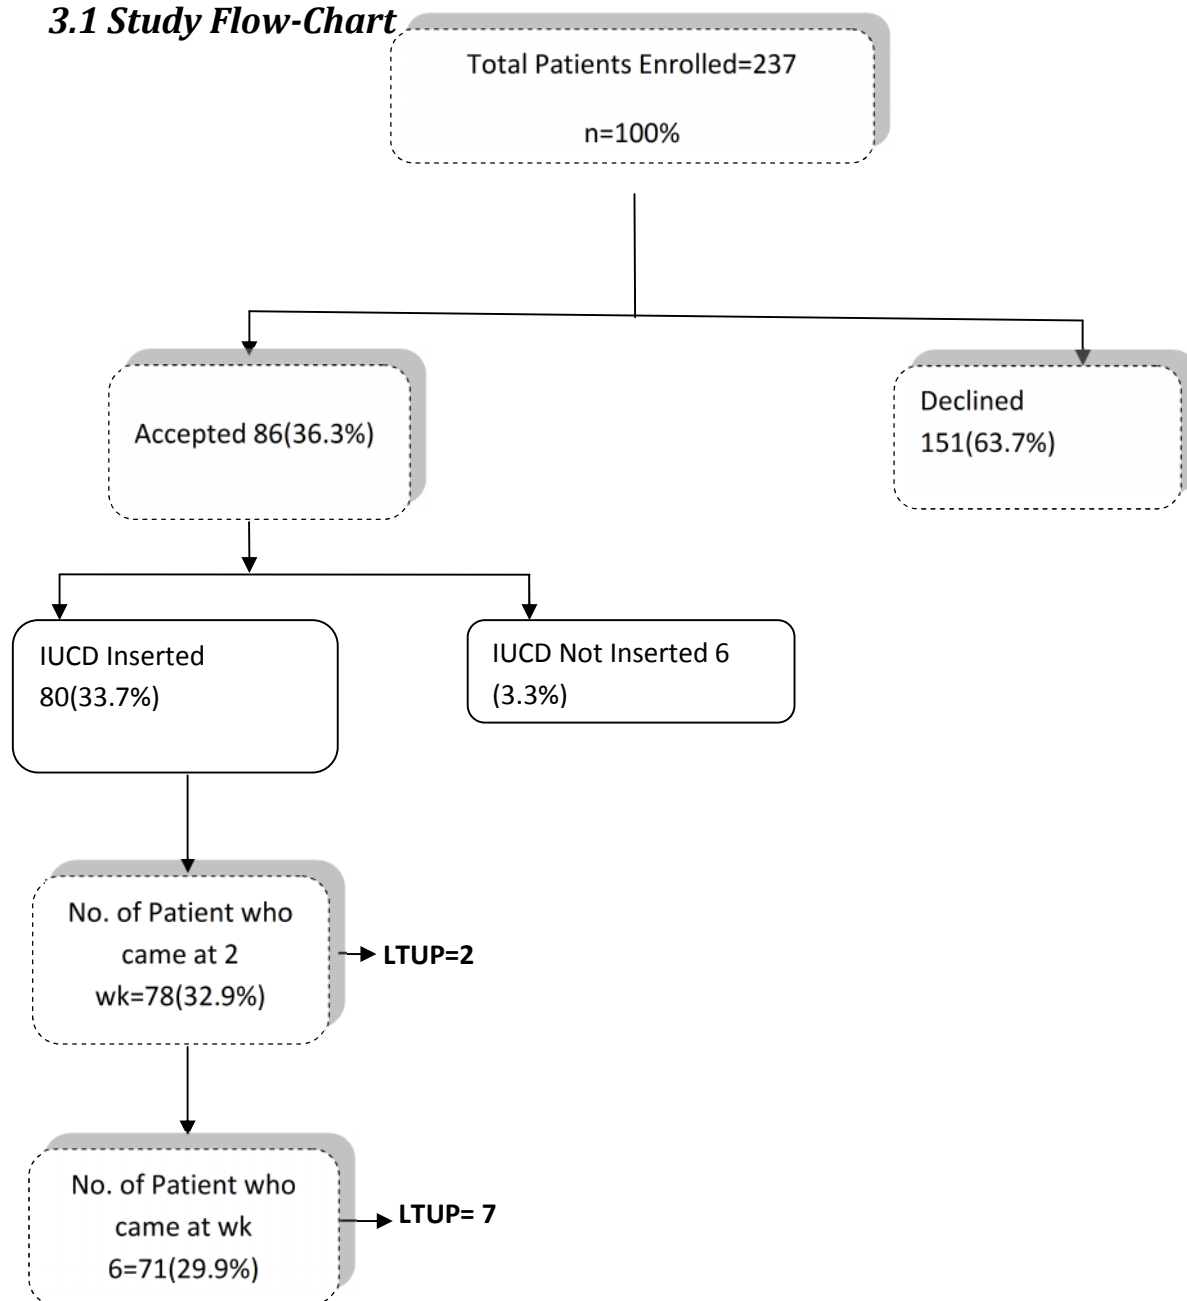 3.1 Study Flow-Chart
Total Patients Enrolled=237
n=100%
Accepted 86(36.3%)
Declined
151(63.7%)
IUCD Inserted
80(33.7%)
IUCD Not Inserted 6
(3.3%)
No. of Patient who
came at 2
wk=78(32.9%)
LTUP=2
No. of Patient who
came at wk
6=71(29.9%)
LTUP= 7